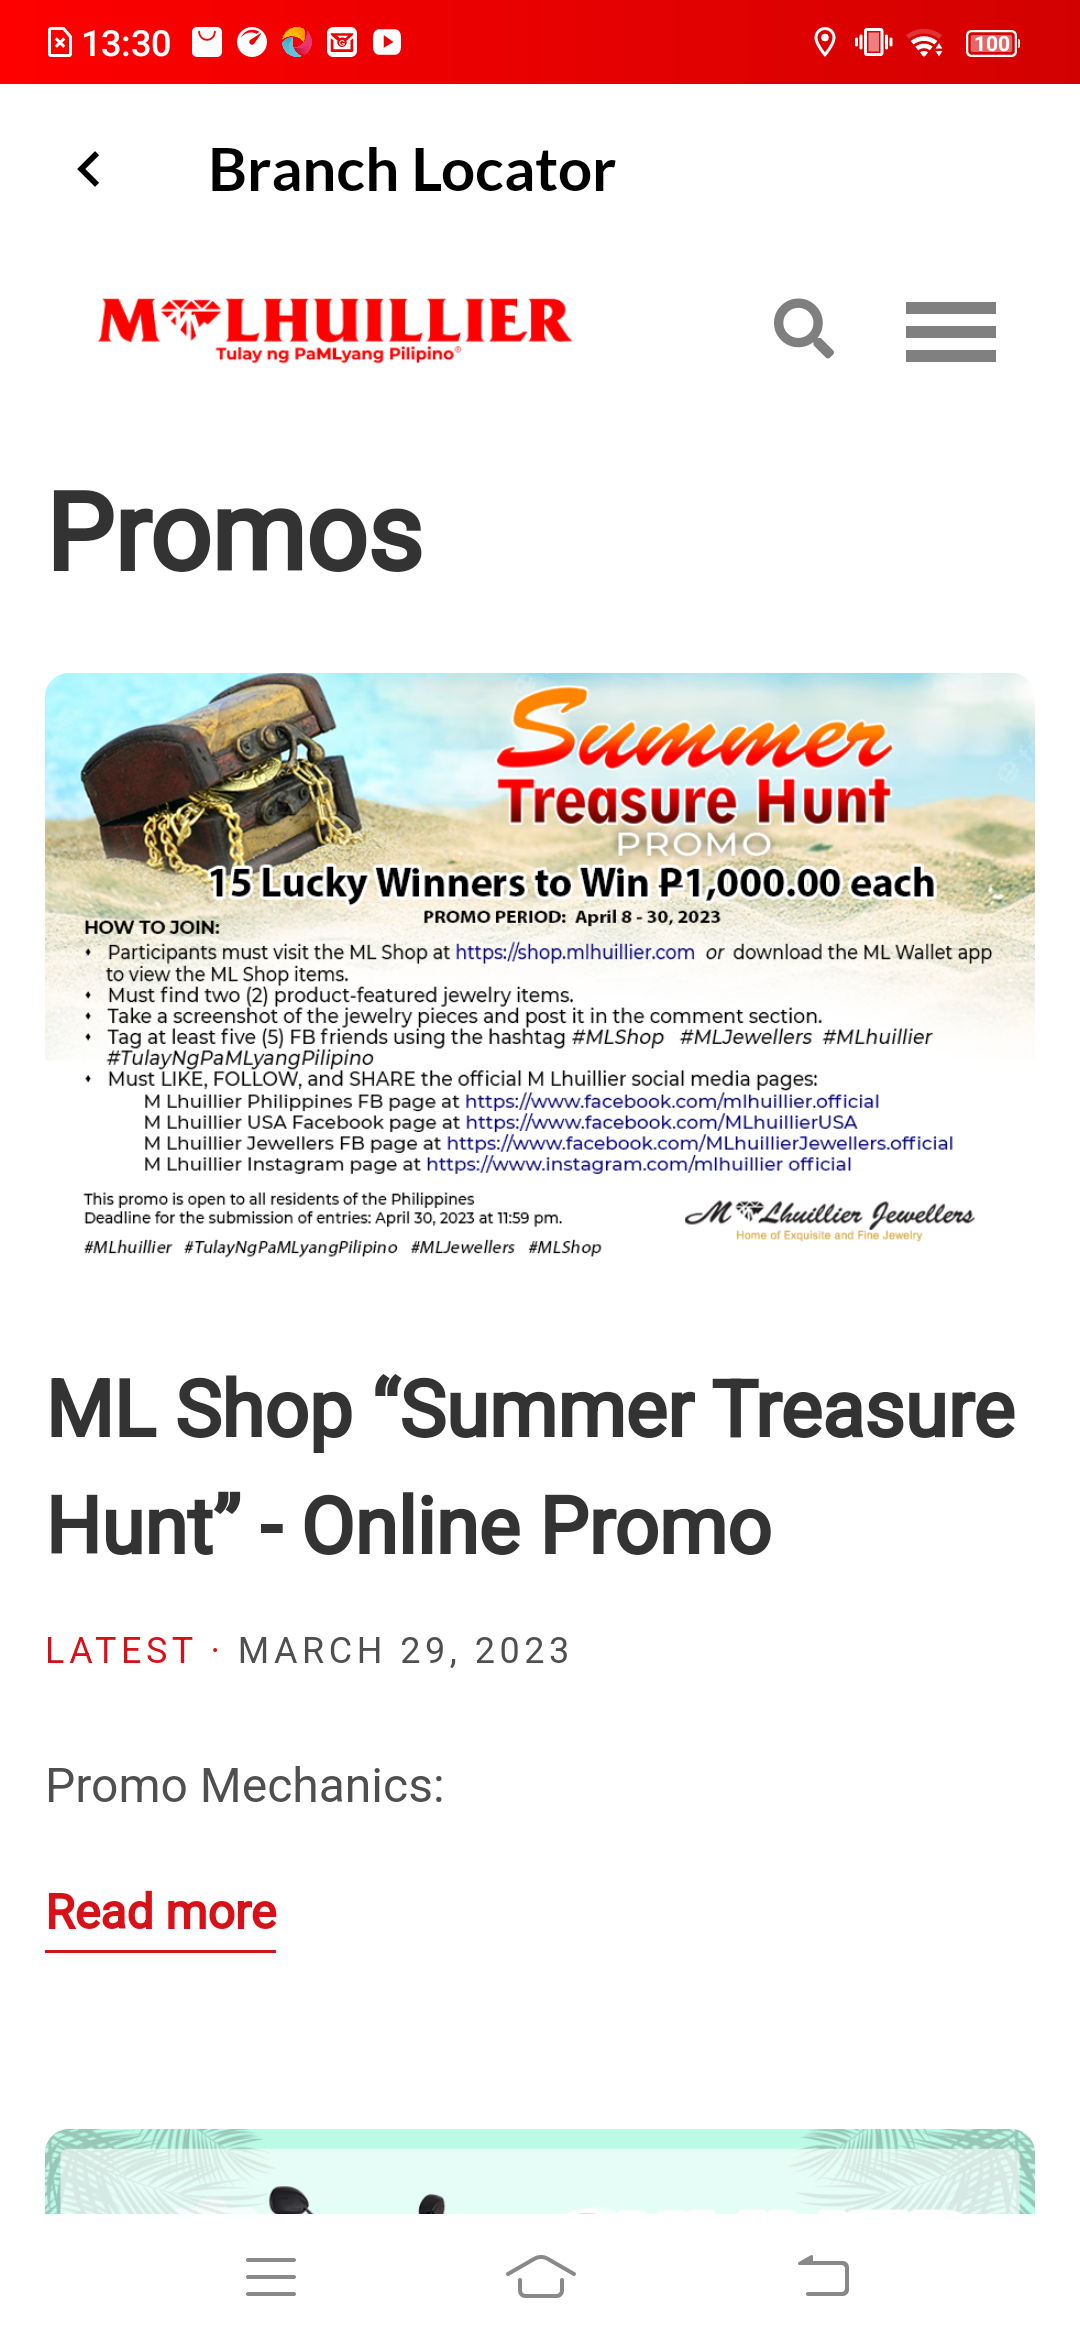 13:30
100
Branch Locator
M LHUILLIER
Tulay ng PaMLyang Pilipino®
Promos
Summer
Treasure Hunt
PROMO
15 Lucky Winners to Win ₱1,000.00 each
PROMO PERIOD: April 8 - 30, 2023
HOW TO JOIN:
• Participants must visit the ML Shop at https://shop.mlhuillier.com or download the ML Wallet app
to view the ML Shop items.
• Must find two (2) product-featured jewelry items.
• Take a screenshot of the jewelry pieces and post it in the comment section.
• Tag at least five (5) FB friends using the hashtag #MLShop #MLJewellers #MLhuillier
#TulayNgPaMLyangPilipino
• Must LIKE, FOLLOW, and SHARE the official M Lhuillier social media pages:
M Lhuillier Philippines FB page at https://www.facebook.com/mlhuillier.official
M Lhuillier USA Facebook page at https://www.facebook.com/MLhuillierUSA
M Lhuillier Jewellers FB page at https://www.facebook.com/MLhuillierJewellers.official
M Lhuillier Instagram page at https://www.instagram.com/mlhuillier official
This promo is open to all residents of the Philippines
Deadline for the submission of entries: April 30, 2023 at 11:59 pm.
#MLhuillier #TulayNgPaMLyangPilipino #MLJewellers #MLShop
M Lhuillier Jewellers
Home of Exquisite and Fine Jewelry
ML Shop “Summer Treasure
Hunt” - Online Promo
LATEST · MARCH 29, 2023
Promo Mechanics:
Read more